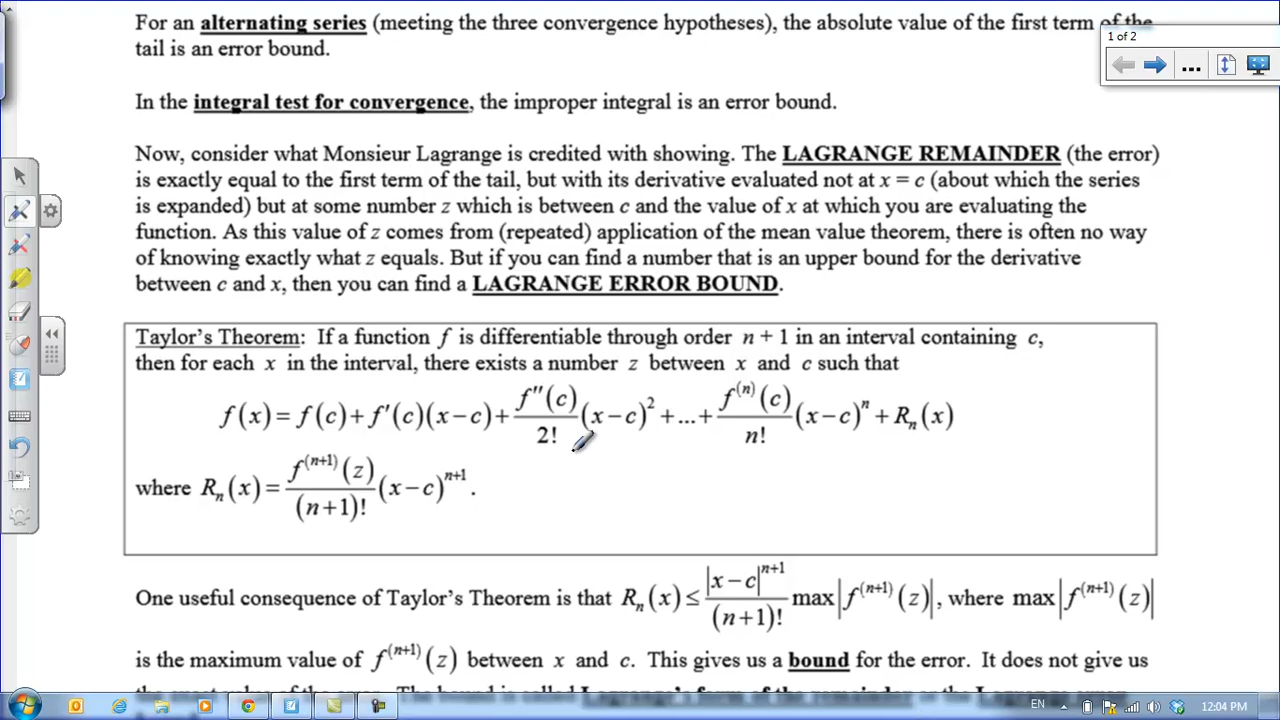 For an alternating series (meeting the three convergence hypotheses), the absolute value of the first term of the
tail is an error bound.
1 of 2
In the integral test for convergence, the improper integral is an error bound.
Now, consider what Monsieur Lagrange is credited with showing. The LAGRANGE REMAINDER (the error)
is exactly equal to the first term of the tail, but with its derivative evaluated not at x = c (about which the series
is expanded) but at some number z which is between c and the value of x at which you are evaluating the
function. As this value of z comes from (repeated) application of the mean value theorem, there is often no way
of knowing exactly what z equals. But if you can find a number that is an upper bound for the derivative
between c and x, then you can find a LAGRANGE ERROR BOUND.
Taylor's Theorem: If a function f is differentiable through order n + 1 in an interval containing c,
then for each x in the interval, there exists a number z between x and c such that
f(x) = f(c) + f'(c)(x − c) + f''(c)/2! (x − c)² + ... + f⁽ⁿ⁾(c)/n! (x − c)ⁿ + Rₙ(x)
where Rₙ(x) = f⁽ⁿ⁺¹⁾(z)/(n+1)! (x − c)ⁿ⁺¹.
One useful consequence of Taylor's Theorem is that Rₙ(x) ≤ |x − c|ⁿ⁺¹/(n+1)! max|f⁽ⁿ⁺¹⁾(z)|, where max|f⁽ⁿ⁺¹⁾(z)|
is the maximum value of f⁽ⁿ⁺¹⁾(z) between x and c. This gives us a bound for the error. It does not give us
EN
12:04 PM